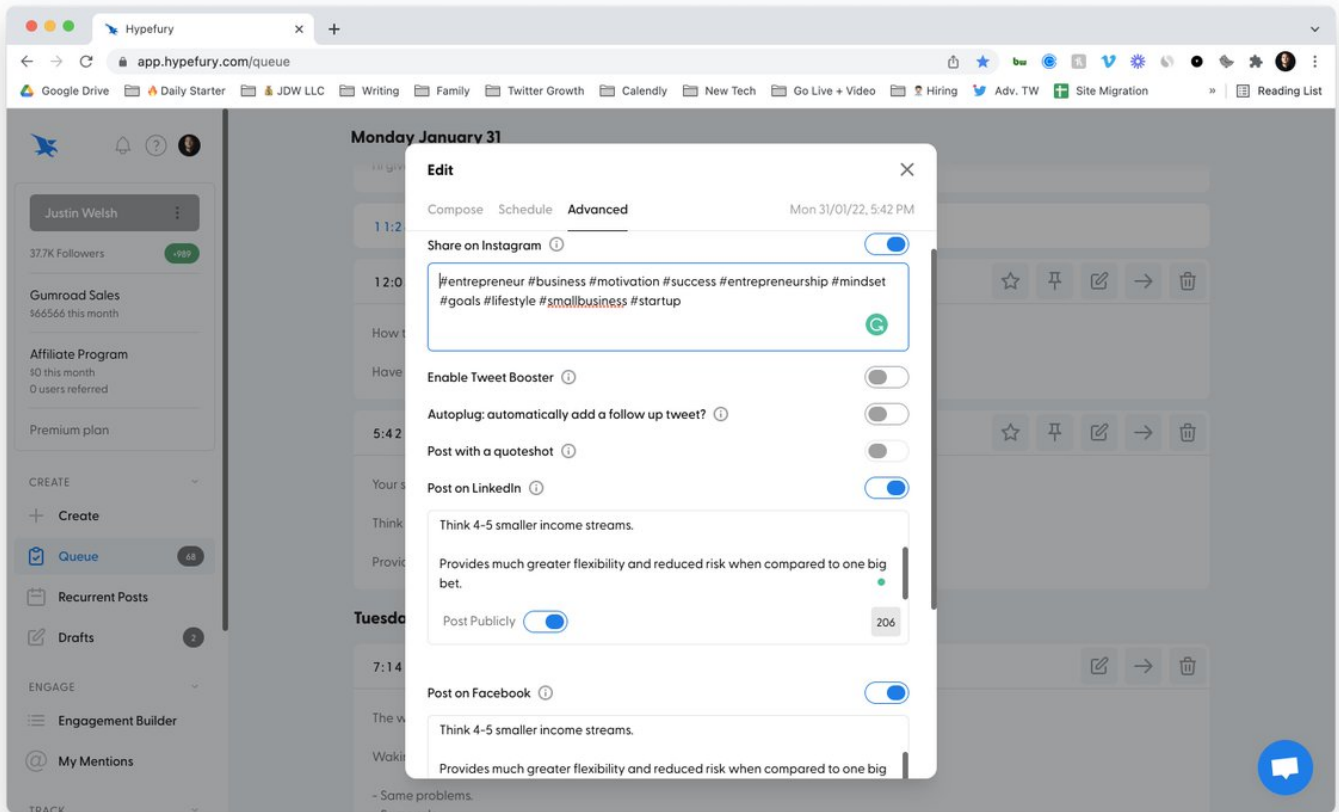 Hypefury
app.hypefury.com/queue
Google Drive Daily Starter JDW LLC Writing Family Twitter Growth Calendly New Tech Go Live + Video Hiring Adv. TW Site Migration » Reading List
Justin Welsh
37.7K Followers +989
Gumroad Sales
$66566 this month
Affiliate Program
$0 this month
0 users referred
Premium plan
CREATE
Create
Queue 68
Recurrent Posts
Drafts 2
ENGAGE
Engagement Builder
My Mentions
TRACK
Monday January 31
11:2
12:0
How t
Have
5:42
Your s
Think
Provid
Tuesda
7:14
The w
Wakin
- Same problems.
Edit
Compose Schedule Advanced Mon 31/01/22, 5:42 PM
Share on Instagram
#entrepreneur #business #motivation #success #entrepreneurship #mindset
#goals #lifestyle #smallbusiness #startup
Enable Tweet Booster
Autoplug: automatically add a follow up tweet?
Post with a quoteshot
Post on LinkedIn
Think 4-5 smaller income streams.
Provides much greater flexibility and reduced risk when compared to one big
bet.
Post Publicly 206
Post on Facebook
Think 4-5 smaller income streams.
Provides much greater flexibility and reduced risk when compared to one big